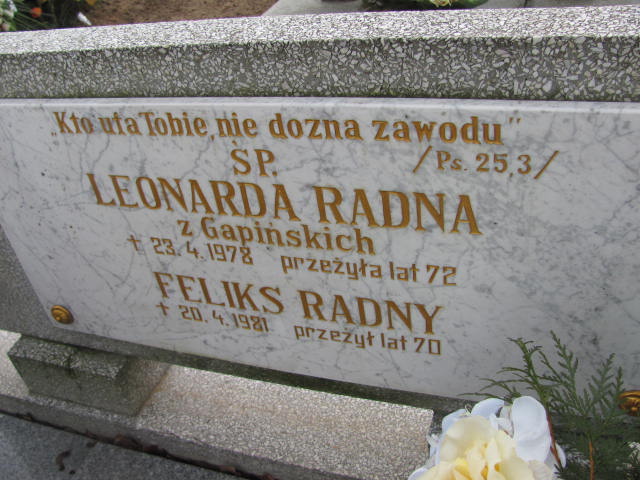 „Kto ufa Tobie, nie dozna zawodu"
/Ps. 25,3/
ŚP.
LEONARDA RADNA
z Gapińskich
† 23. 4. 1978 przeżyła lat 72
FELIKS RADNY
† 20. 4. 1981 przeżył lat 70